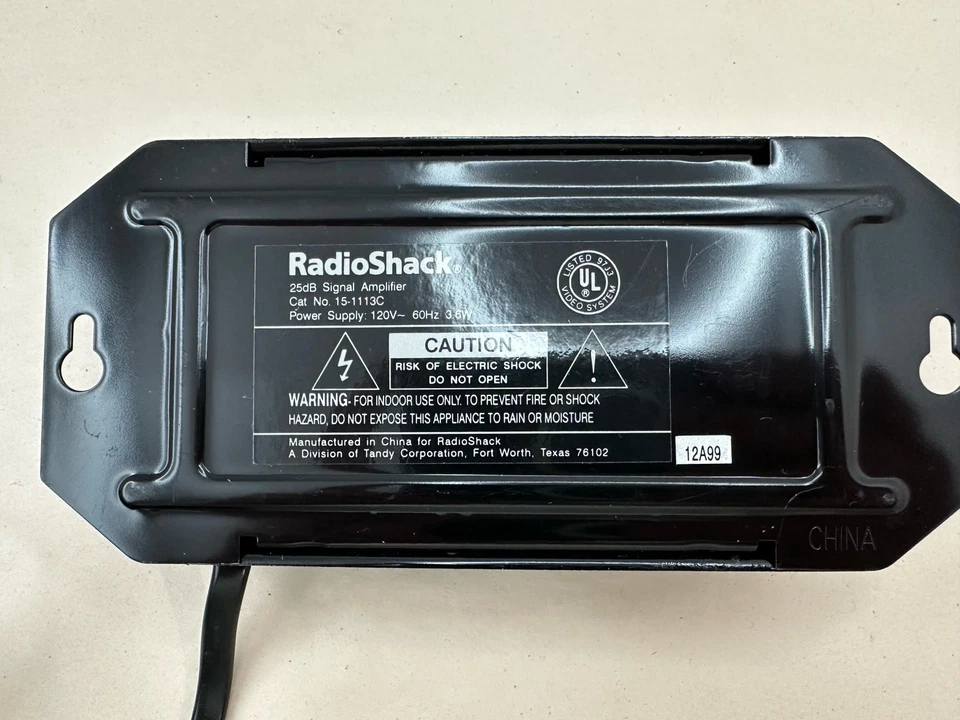 RadioShack®
25dB Signal Amplifier
Cat No. 15-1113C
Power Supply: 120V~ 60Hz 3.6W
LISTED 97J3
UL
®
VIDEO SYSTEM
CAUTION
RISK OF ELECTRIC SHOCK
DO NOT OPEN
!
WARNING- FOR INDOOR USE ONLY. TO PREVENT FIRE OR SHOCK
HAZARD, DO NOT EXPOSE THIS APPLIANCE TO RAIN OR MOISTURE
Manufactured in China for RadioShack
A Division of Tandy Corporation, Fort Worth, Texas 76102
12A99
CHINA